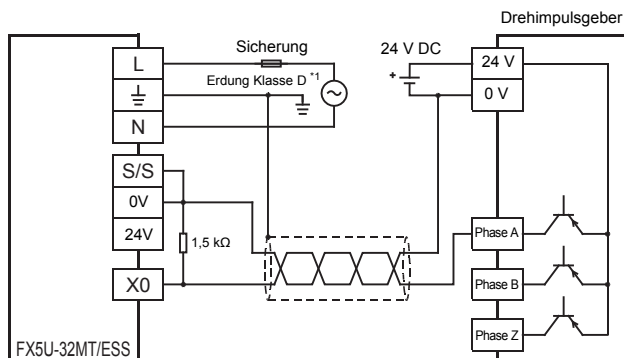 Drehimpulsgeber
L
Sicherung
24 V DC
24 V
Erdung Klasse D *1
+
0 V
N
S/S
0V
24V
1,5 kΩ
Phase A
X0
Phase B
Phase Z
FX5U-32MT/ESS